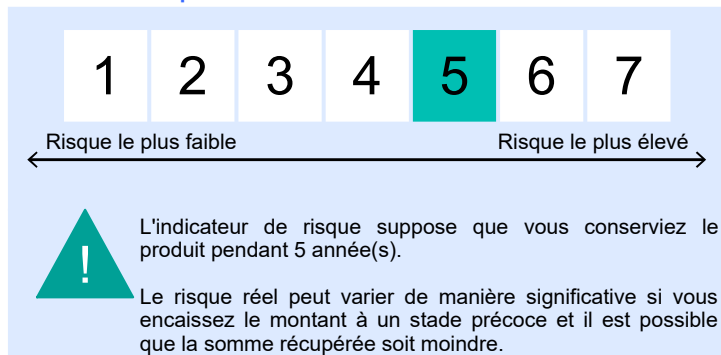 1 2 3 4 5 6 7
Risque le plus faible Risque le plus élevé
!
L'indicateur de risque suppose que vous conserviez le
produit pendant 5 année(s).
Le risque réel peut varier de manière significative si vous
encaissez le montant à un stade précoce et il est possible
que la somme récupérée soit moindre.